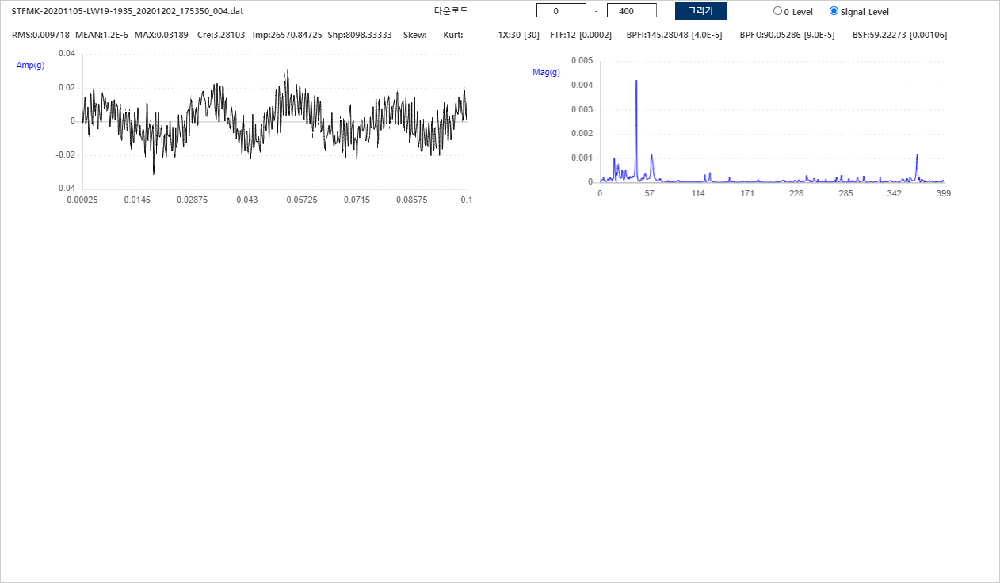 STFMK-20201105-LW19-1935_20201202_175350_004.dat 다운로드 0 - 400 그리기 0 Level Signal Level
RMS:0.009718 MEAN:1.2E-6 MAX:0.03189 Cre:3.28103 Imp:26570.84725 Shp:8098.33333 Skew: Kurt: 1X:30 [30] FTF:12 [0.0002] BPFI:145.28048 [4.0E-5] BPFO:90.05286 [9.0E-5] BSF:59.22273 [0.00106]
Amp(g)
0.04
0.02
0
-0.02
-0.04
0.00025 0.0145 0.02875 0.043 0.05725 0.0715 0.08575 0.1
Mag(g)
0.005
0.004
0.003
0.002
0.001
0
0 57 114 171 228 285 342 399